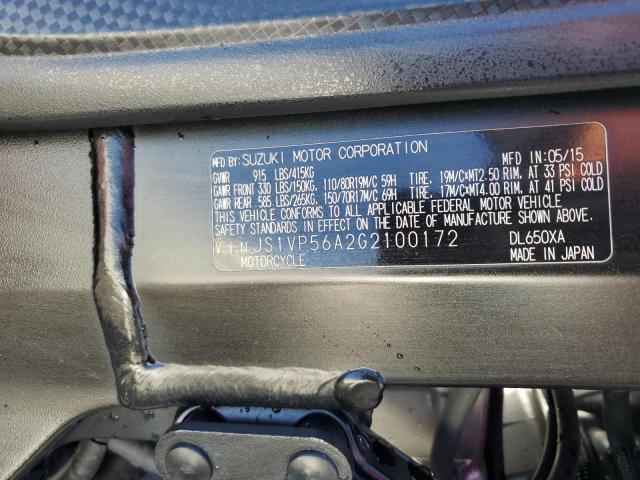 MFD BY: SUZUKI MOTOR CORPORATION MFD IN: 05/15
GVWR 915 LBS/415KG
GAWR FRONT 330 LBS/150KG, 110/80R19M/C 59H TIRE, 19M/C×MT2.50 RIM, AT 33 PSI COLD
GAWR REAR 585 LBS/265KG, 150/70R17M/C 69H TIRE, 17M/C×MT4.00 RIM, AT 41 PSI COLD
THIS VEHICLE CONFORMS TO ALL APPLICABLE FEDERAL MOTOR VEHICLE
SAFETY STANDARDS IN EFFECT ON THE DATE OF MANUFACTURE SHOWN ABOVE.
V.I.N. JS1VP56A2G2100172 DL650XA
MOTORCYCLE MADE IN JAPAN